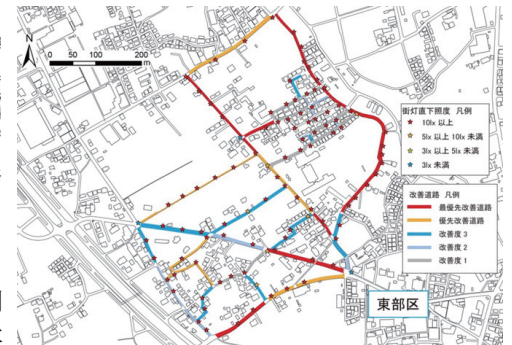 N
0 50 100 200
m
街灯直下照度 凡例
10lx 以上
5lx 以上 10lx 未満
3lx 以上 5lx 未満
3lx 未満
改善道路 凡例
最優先改善道路
優先改善道路
改善度 3
改善度 2
改善度 1
東部区